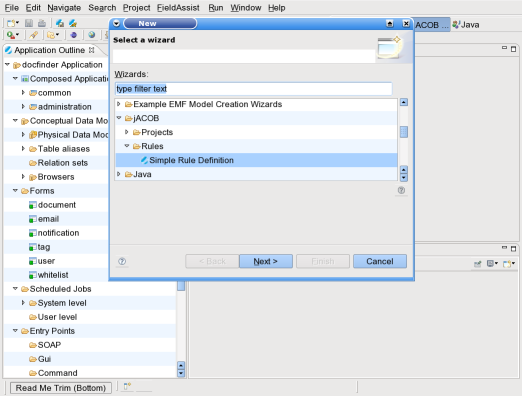 File Edit Navigate Search Project FieldAssist Run Window Help
New
ACOB ... Java
Select a wizard
Application Outline
Wizards:
type filter text
Example EMF Model Creation Wizards
jACOB
Projects
Rules
Simple Rule Definition
Java
< Back Next > Finish Cancel
docfinder Application
Composed Applicati
common
administration
Conceptual Data Moc
Physical Data Moc
Table aliases
Relation sets
Browsers
Forms
document
email
notification
tag
user
whitelist
Scheduled Jobs
System level
User level
Entry Points
SOAP
Gui
Command
Read Me Trim (Bottom)